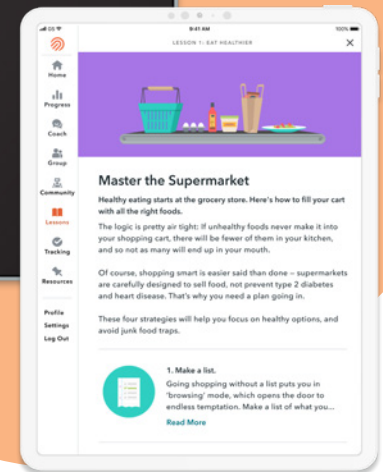 9:41 AM
100%
LESSON 1: EAT HEALTHIER
Home
Progress
Coach
Group
Community
Lessons
Tracking
Resources
Profile
Settings
Log Out
Master the Supermarket
Healthy eating starts at the grocery store. Here's how to fill your cart
with all the right foods.
The logic is pretty air tight: If unhealthy foods never make it into
your shopping cart, there will be fewer of them in your kitchen,
and so not as many will end up in your mouth.
Of course, shopping smart is easier said than done – supermarkets
are carefully designed to sell food, not prevent type 2 diabetes
and heart disease. That's why you need a plan going in.
These four strategies will help you focus on healthy options, and
avoid junk food traps.
1. Make a list.
Going shopping without a list puts you in
'browsing' mode, which opens the door to
endless temptation. Make a list of what you...
Read More